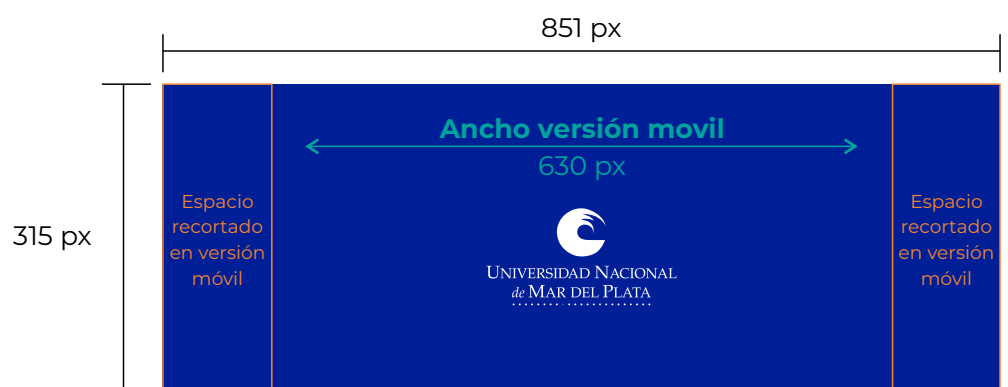 851 px
Ancho versión movil
630 px
315 px
Espacio
recortado
en versión
móvil
UNIVERSIDAD NACIONAL
de MAR DEL PLATA
Espacio
recortado
en versión
móvil